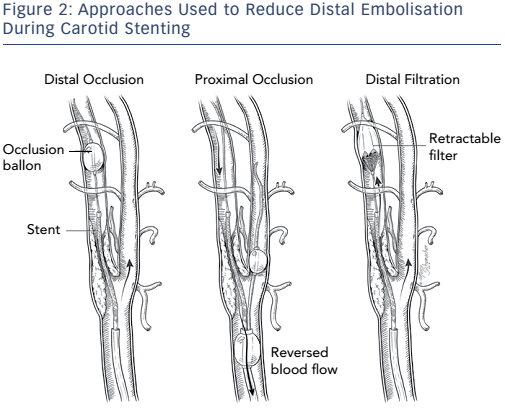 Figure 2: Approaches Used to Reduce Distal Embolisation
During Carotid Stenting
Distal Occlusion
Proximal Occlusion
Distal Filtration
Occlusion
ballon
Retractable
filter
Stent
Reversed
blood flow